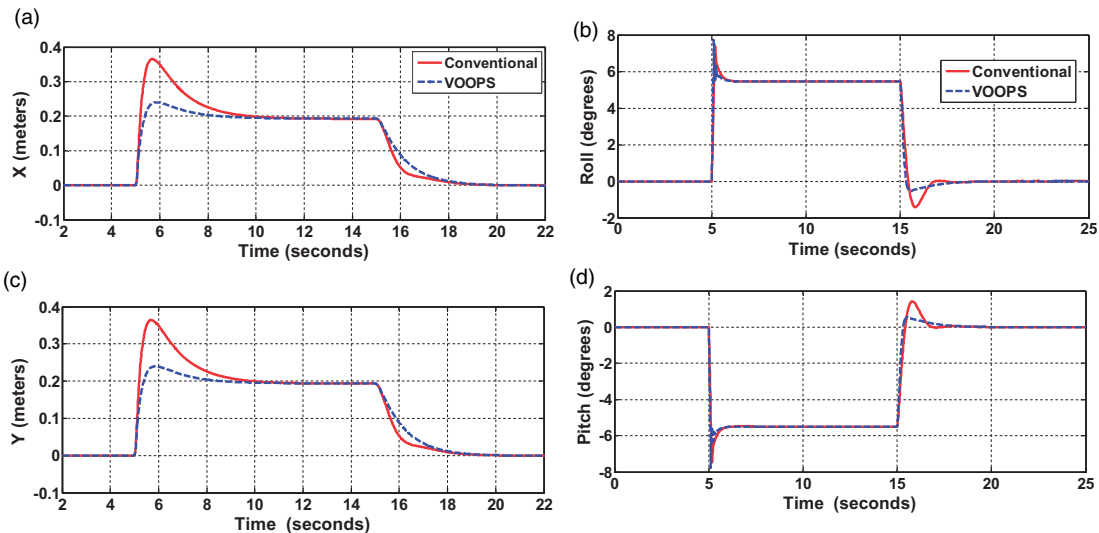 (a)
0.4
0.3
0.2
0.1
0
-0.1
X (meters)
Conventional
VOOPS
2 4 6 8 10 12 14 16 18 20 22
Time (seconds)
(b)
8
6
4
2
0
-2
Roll (degrees)
Conventional
VOOPS
0 5 10 15 20 25
Time (seconds)
(c)
0.4
0.3
0.2
0.1
0
-0.1
Y (meters)
2 4 6 8 10 12 14 16 18 20 22
Time (seconds)
(d)
2
0
-2
-4
-6
-8
Pitch (degrees)
0 5 10 15 20 25
Time (seconds)